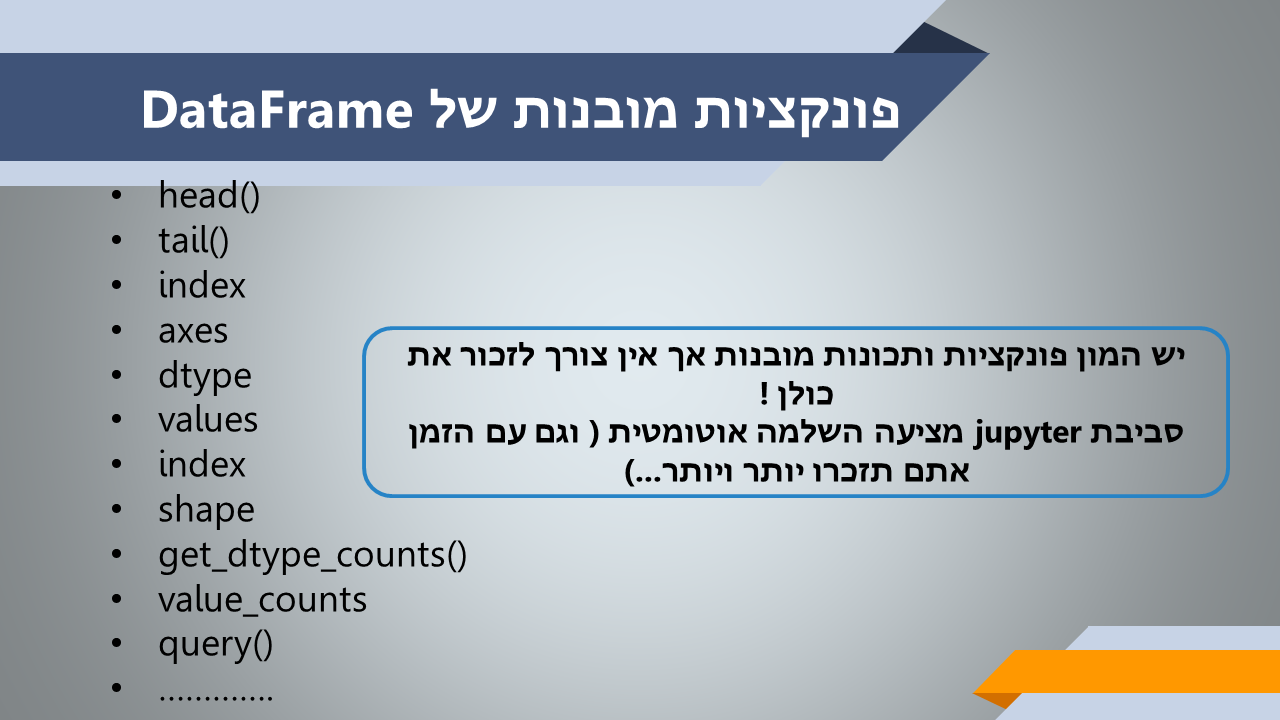 פונקציות מובנות של DataFrame
• head()
• tail()
• index
• axes
• dtype
• values
• index
• shape
• get_dtype_counts()
• value_counts
• query()
• .............
יש המון פונקציות ותכונות מובנות אך אין צורך לזכור את
כולן !
סביבת jupyter מציעה השלמה אוטומטית ( וגם עם הזמן
אתם תזכרו יותר ויותר...)